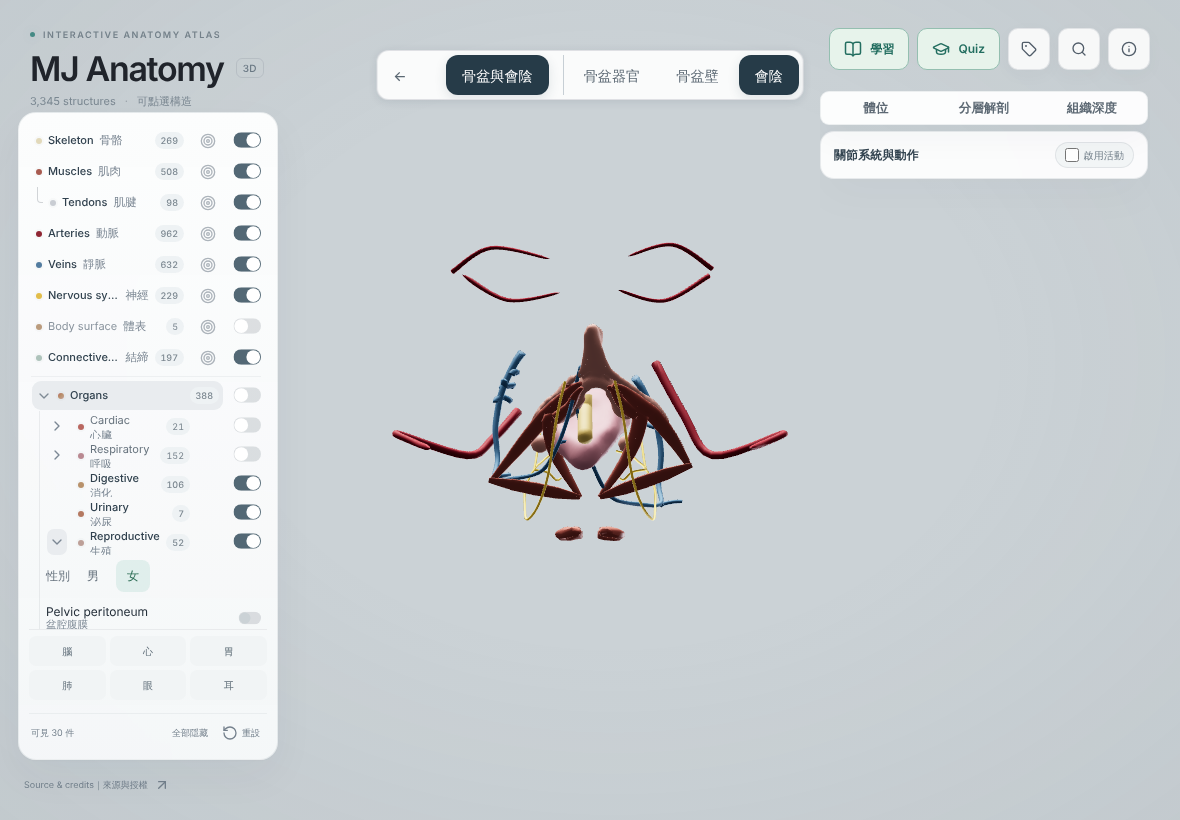 INTERACTIVE ANATOMY ATLAS
MJ Anatomy 3D
3,345 structures · 可點選構造
Skeleton 骨骼 269
Muscles 肌肉 508
Tendons 肌腱 98
Arteries 動脈 962
Veins 靜脈 632
Nervous sy... 神經 229
Body surface 體表 5
Connective... 結締 197
Organs 388
Cardiac 21
心臟
Respiratory 152
呼吸
Digestive 106
消化
Urinary 7
泌尿
Reproductive 52
生殖
性別 男 女
Pelvic peritoneum
盆腔腹膜
腦 心 胃
肺 眼 耳
可見 30 件 全部隱藏 重設
Source & credits | 來源與授權
骨盆與會陰 骨盆器官 骨盆壁 會陰
學習 Quiz
體位 分層解剖 組織深度
關節系統與動作 啟用活動